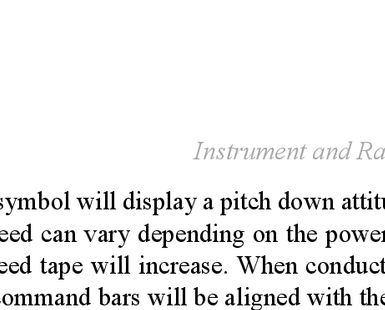 Instrument and Ra
symbol will display a pitch down attitu
eed can vary depending on the power
eed tape will increase. When conduct
command bars will be aligned with the